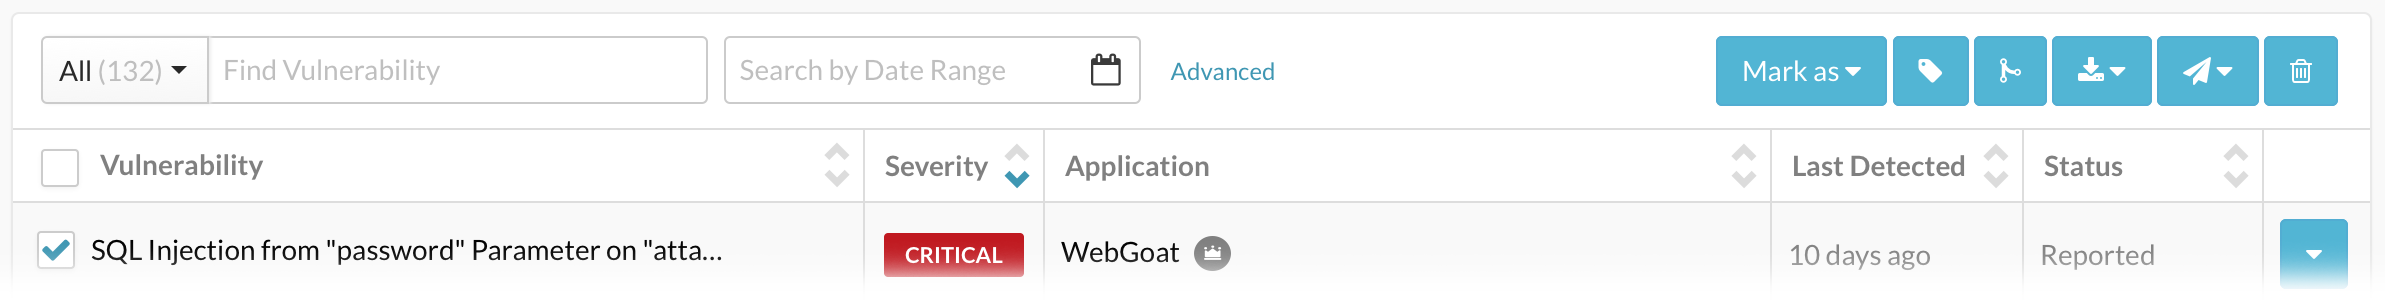 All (132) Find Vulnerability Search by Date Range Advanced Mark as
Vulnerability Severity Application Last Detected Status
SQL Injection from "password" Parameter on "atta... CRITICAL WebGoat 10 days ago Reported